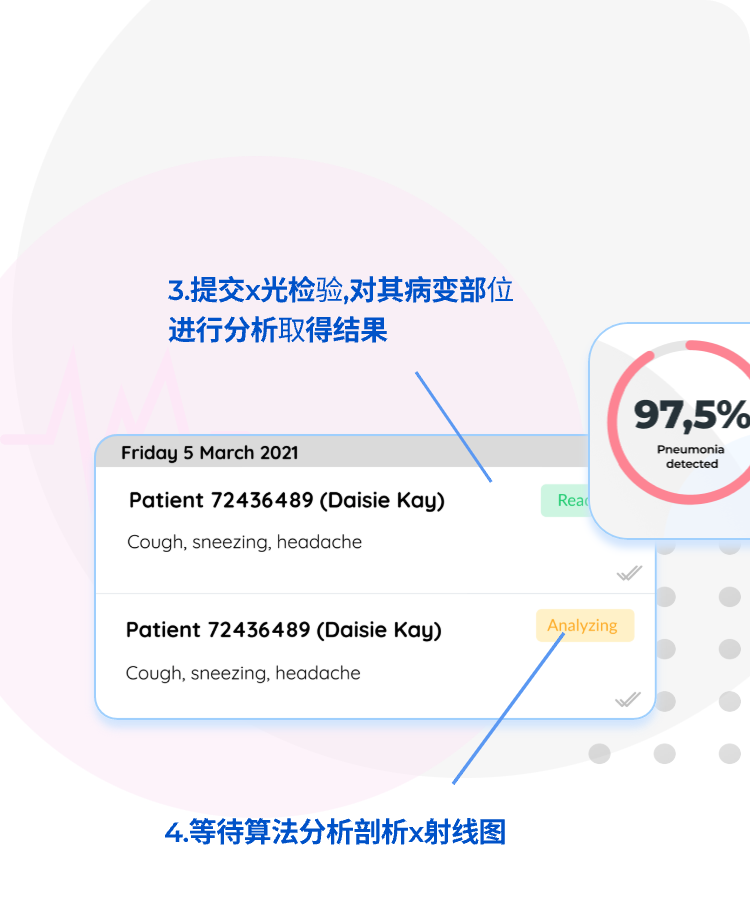 3.提交x光检验,对其病变部位
进行分析取得结果
97,5%
Pneumonia
detected
Friday 5 March 2021
Patient 72436489 (Daisie Kay)
Cough, sneezing, headache
Patient 72436489 (Daisie Kay)
Analyzing
Cough, sneezing, headache
4.等待算法分析剖析x射线图